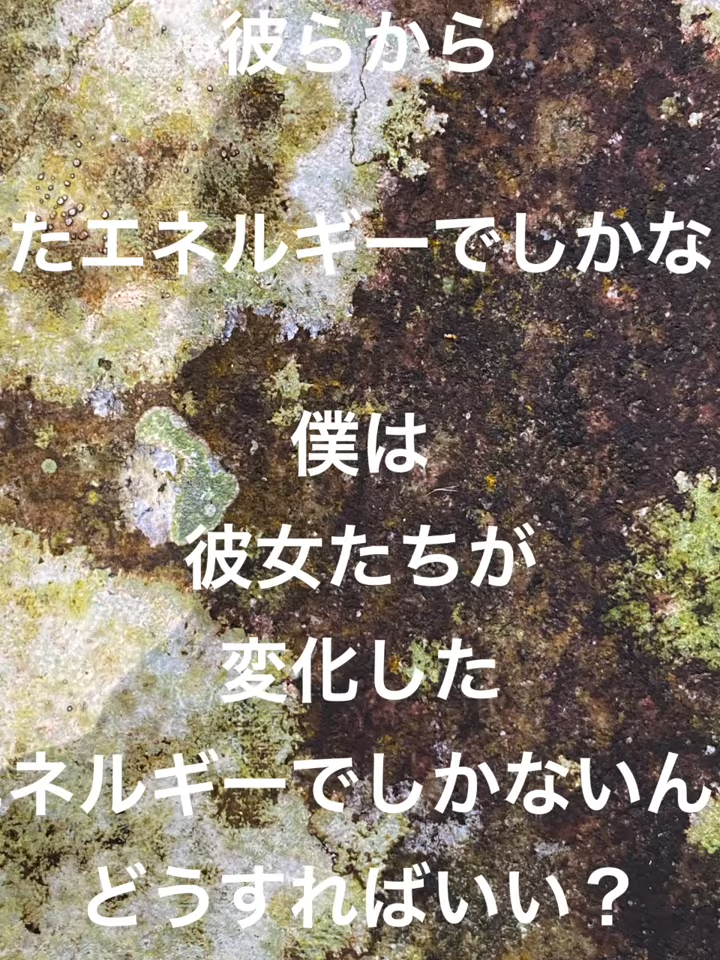 彼らから
たエネルギーでしかな
僕は
彼女たちが
変化した
ネルギーでしかないん
どうすればいい？